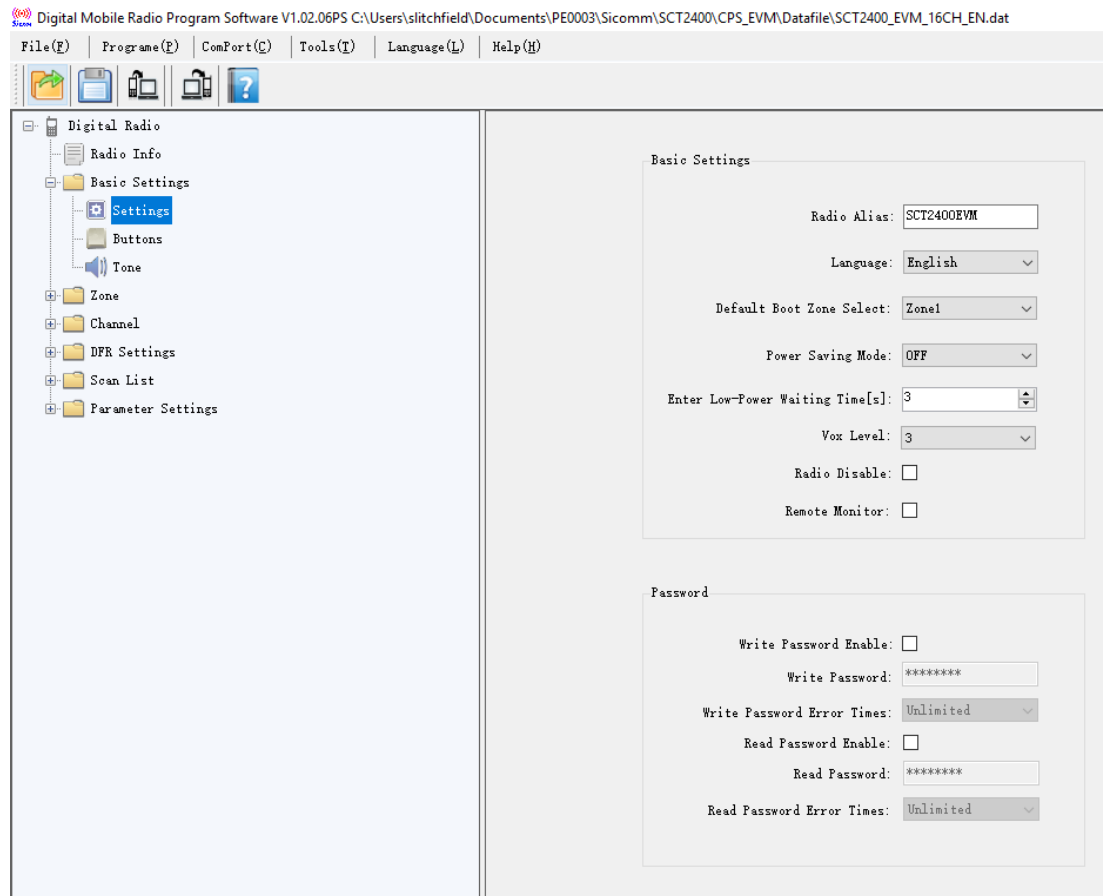 Digital Mobile Radio Program Software V1.02.06PS C:\Users\slitchfield\Documents\PE0003\Sicomm\SCT2400\CPS_EVM\Datafile\SCT2400_EVM_16CH_EN.dat
File(F) Programe(P) ComPort(C) Tools(T) Language(L) Help(H)
Digital Radio
Radio Info
Basic Settings
Settings
Buttons
Tone
Zone
Channel
DFR Settings
Scan List
Parameter Settings
Basic Settings
Radio Alias: SCT2400EVM
Language: English
Default Boot Zone Select: Zone1
Power Saving Mode: OFF
Enter Low-Power Waiting Time[s]: 3
Vox Level: 3
Radio Disable:
Remote Monitor:
Password
Write Password Enable:
Write Password: ********
Write Password Error Times: Unlimited
Read Password Enable:
Read Password: ********
Read Password Error Times: Unlimited